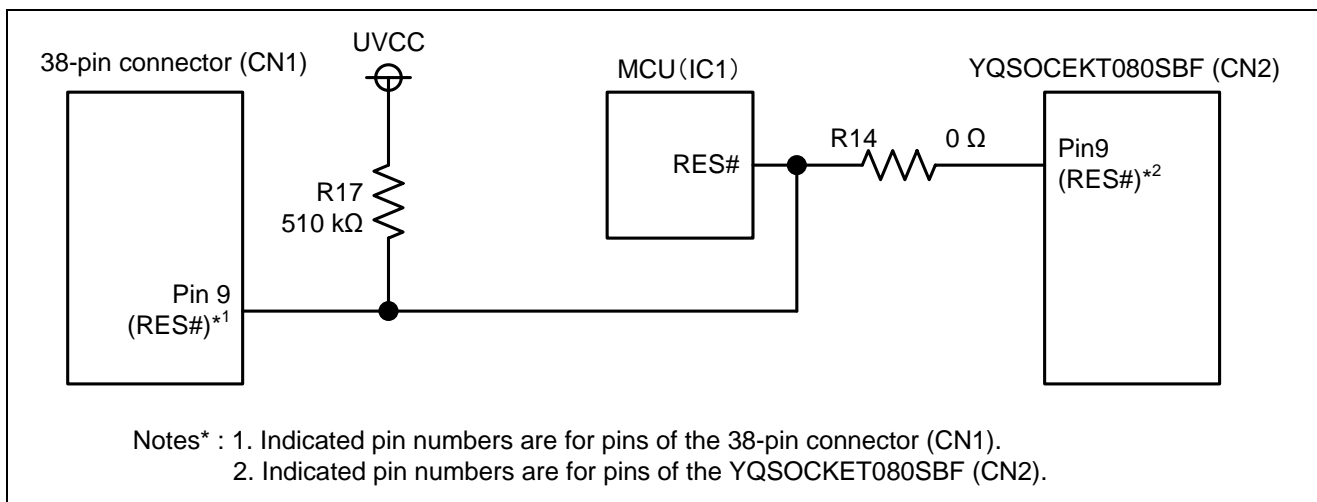 UVCC
38-pin connector (CN1)
MCU(IC1)
YQSOCEKT080SBF (CN2)
R14
0 Ω
RES#
Pin9
(RES#)*2
R17
510 kΩ
Pin 9
(RES#)*1
Notes* : 1. Indicated pin numbers are for pins of the 38-pin connector (CN1).
2. Indicated pin numbers are for pins of the YQSOCKET080SBF (CN2).